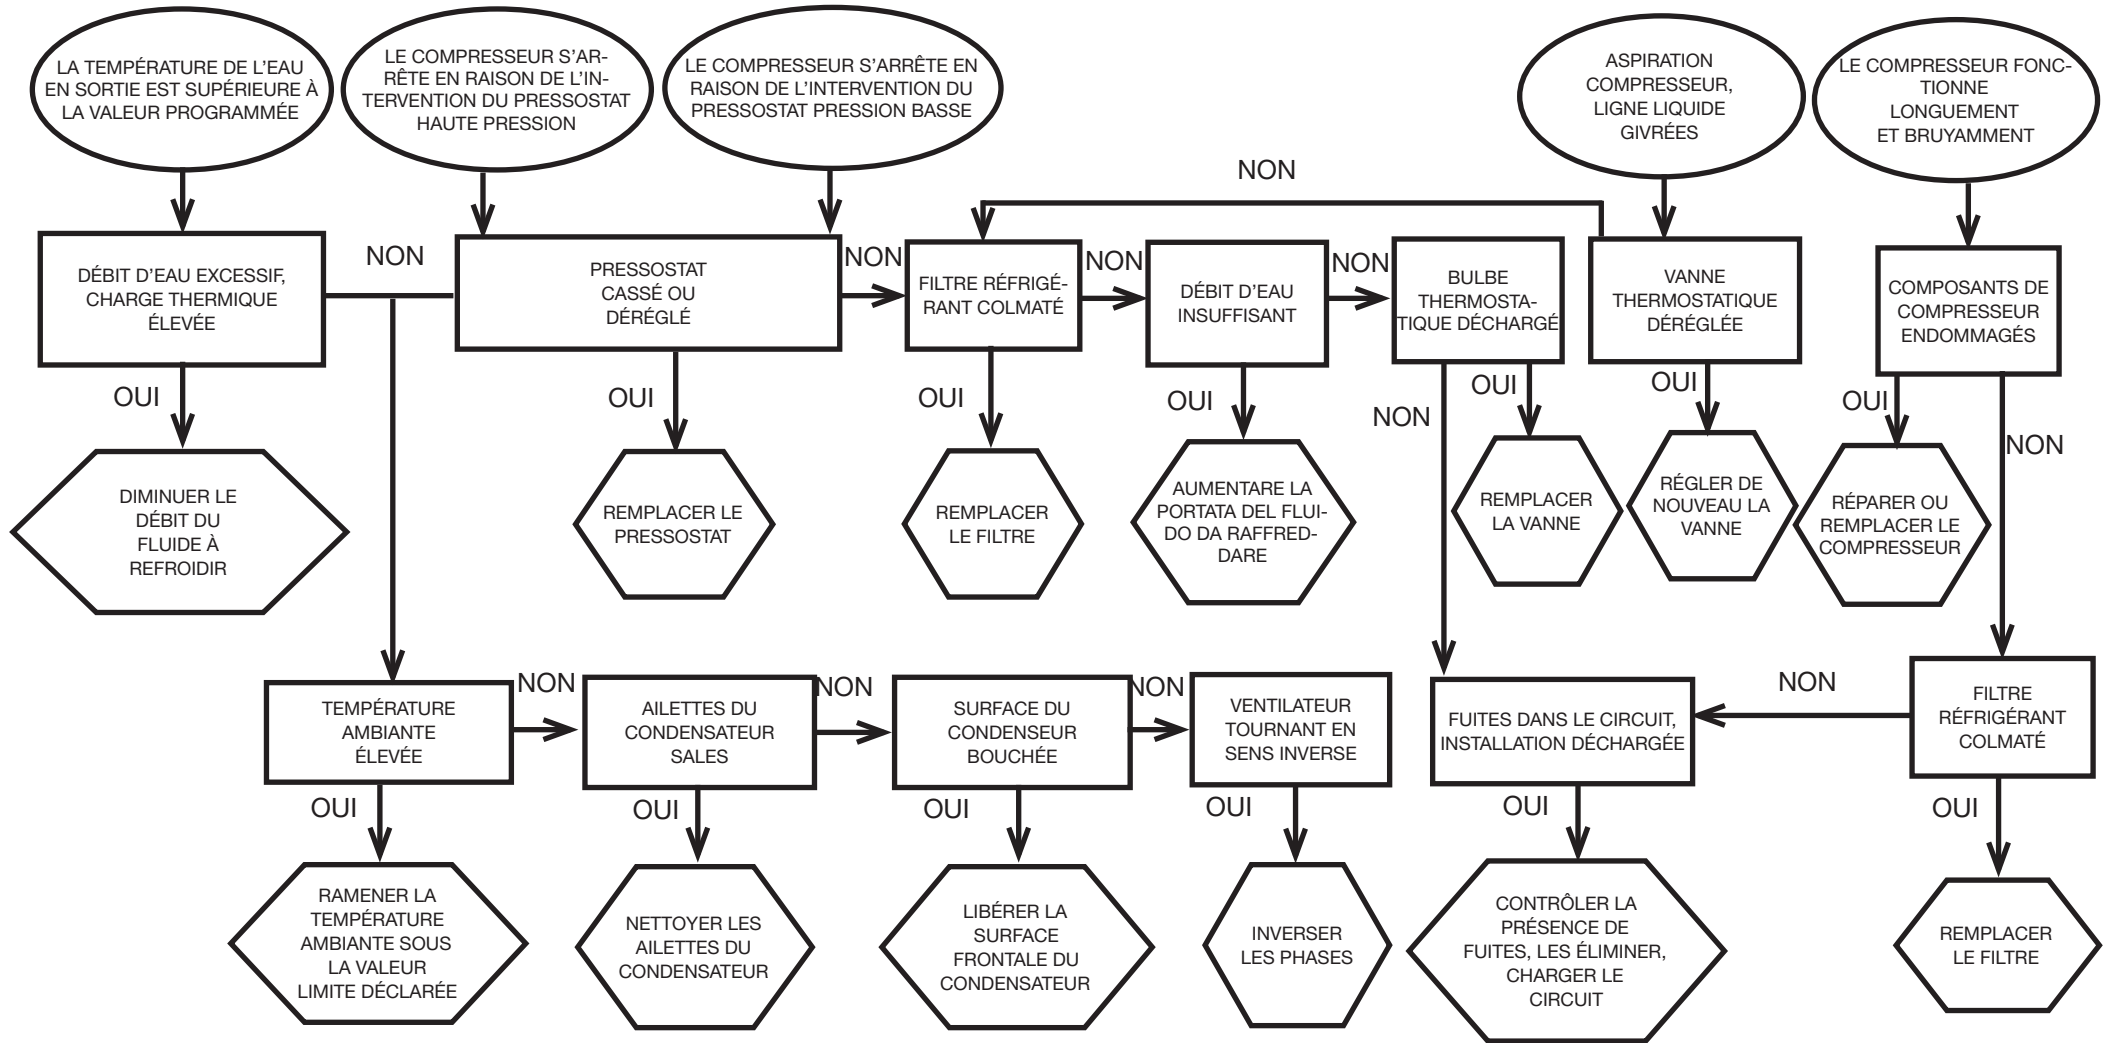 LA TEMPÉRATURE DE L'EAU
EN SORTIE EST SUPÉRIEURE À
LA VALEUR PROGRAMMÉE
LE COMPRESSEUR S'AR-
RÊTE EN RAISON DE L'IN-
TERVENTION DU PRESSOSTAT
HAUTE PRESSION
LE COMPRESSEUR S'ARRÊTE EN
RAISON DE L'INTERVENTION DU
PRESSOSTAT PRESSION BASSE
ASPIRATION
COMPRESSEUR,
LIGNE LIQUIDE
GIVRÉES
LE COMPRESSEUR FONC-
TIONNE
LONGUEMENT
ET BRUYAMMENT
NON
DÉBIT D'EAU EXCESSIF,
CHARGE THERMIQUE
ÉLEVÉE
NON
PRESSOSTAT
CASSÉ OU
DÉRÉGLÉ
NON
FILTRE RÉFRIGÉ-
RANT COLMATÉ
NON
DÉBIT D'EAU
INSUFFISANT
NON
BULBE
THERMOSTA-
TIQUE DÉCHARGÉ
VANNE
THERMOSTATIQUE
DÉRÉGLÉE
COMPOSANTS DE
COMPRESSEUR
ENDOMMAGÉS
OUI
OUI
OUI
OUI
NON
OUI
OUI
OUI
NON
DIMINUER LE
DÉBIT DU
FLUIDE À
REFROIDIR
REMPLACER LE
PRESSOSTAT
REMPLACER
LE FILTRE
AUMENTARE LA
PORTATA DEL FLUI-
DO DA RAFFRED-
DARE
REMPLACER
LA VANNE
RÉGLER DE
NOUVEAU LA
VANNE
RÉPARER OU
REMPLACER LE
COMPRESSEUR
TEMPÉRATURE
AMBIANTE
ÉLEVÉE
NON
AILETTES DU
CONDENSATEUR
SALES
NON
SURFACE DU
CONDENSEUR
BOUCHÉE
NON
VENTILATEUR
TOURNANT EN
SENS INVERSE
FUITES DANS LE CIRCUIT,
INSTALLATION DÉCHARGÉE
NON
FILTRE
RÉFRIGÉRANT
COLMATÉ
OUI
OUI
OUI
OUI
OUI
OUI
RAMENER LA
TEMPÉRATURE
AMBIANTE SOUS
LA VALEUR
LIMITE DÉCLARÉE
NETTOYER LES
AILETTES DU
CONDENSATEUR
LIBÉRER LA
SURFACE
FRONTALE DU
CONDENSATEUR
INVERSER
LES PHASES
CONTRÔLER LA
PRÉSENCE DE
FUITES, LES ÉLIMINER,
CHARGER LE
CIRCUIT
REMPLACER
LE FILTRE